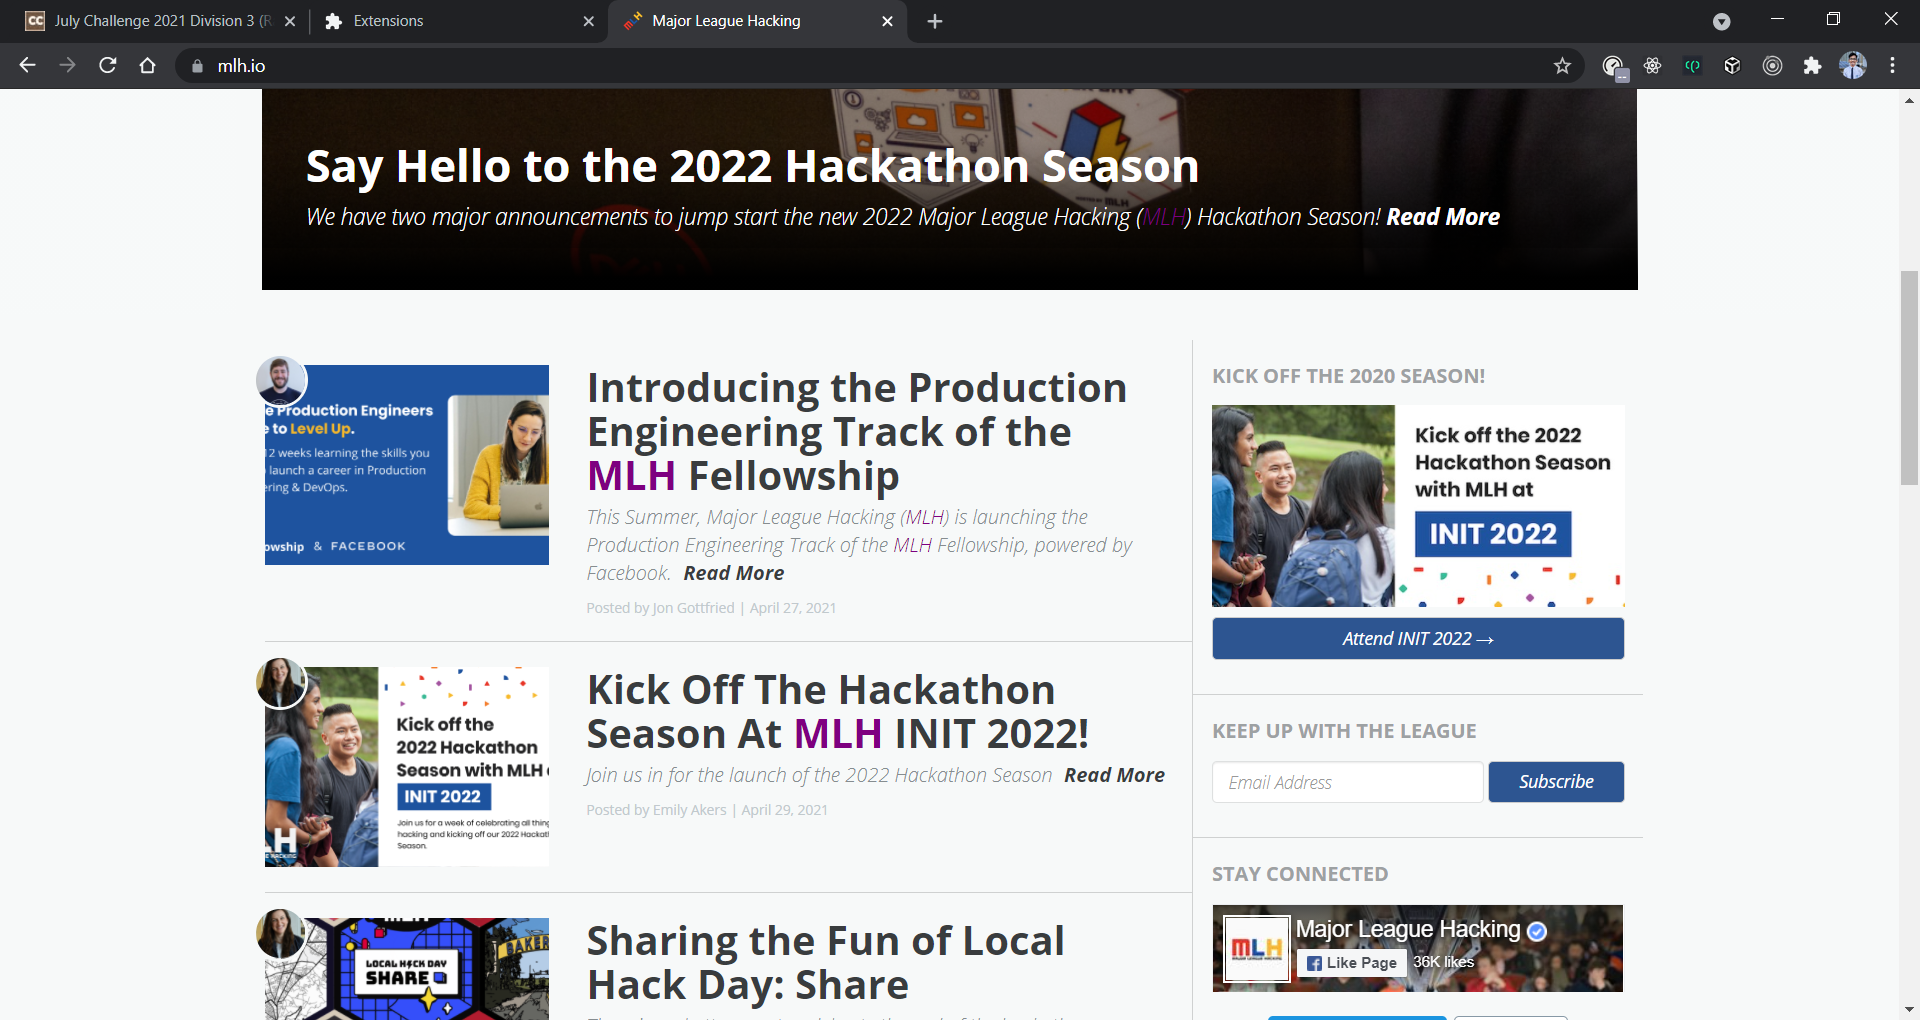 July Challenge 2021 Division 3 (R
Extensions
Major League Hacking
mlh.io
Say Hello to the 2022 Hackathon Season
We have two major announcements to jump start the new 2022 Major League Hacking (MLH) Hackathon Season! Read More
e Production Engineers
e to Level Up.
12 weeks learning the skills you
launch a career in Production
ering & DevOps.
owship & FACEBOOK
Introducing the Production
Engineering Track of the
MLH Fellowship
This Summer, Major League Hacking (MLH) is launching the
Production Engineering Track of the MLH Fellowship, powered by
Facebook. Read More
Posted by Jon Gottfried | April 27, 2021
Kick off the
2022 Hackathon
Season with MLH
INIT 2022
Join us for a week of celebrating all thing
hacking and kicking off our 2022 Hackat
Season.
Kick Off The Hackathon
Season At MLH INIT 2022!
Join us in for the launch of the 2022 Hackathon Season Read More
Posted by Emily Akers | April 29, 2021
LOCAL HACK DAY
SHARE
BAKER
Sharing the Fun of Local
Hack Day: Share
KICK OFF THE 2020 SEASON!
Kick off the 2022
Hackathon Season
with MLH at
INIT 2022
Attend INIT 2022 →
KEEP UP WITH THE LEAGUE
Email Address
Subscribe
STAY CONNECTED
MLH
MAJOR LEAGUE HACKING
Major League Hacking
Like Page
36K likes